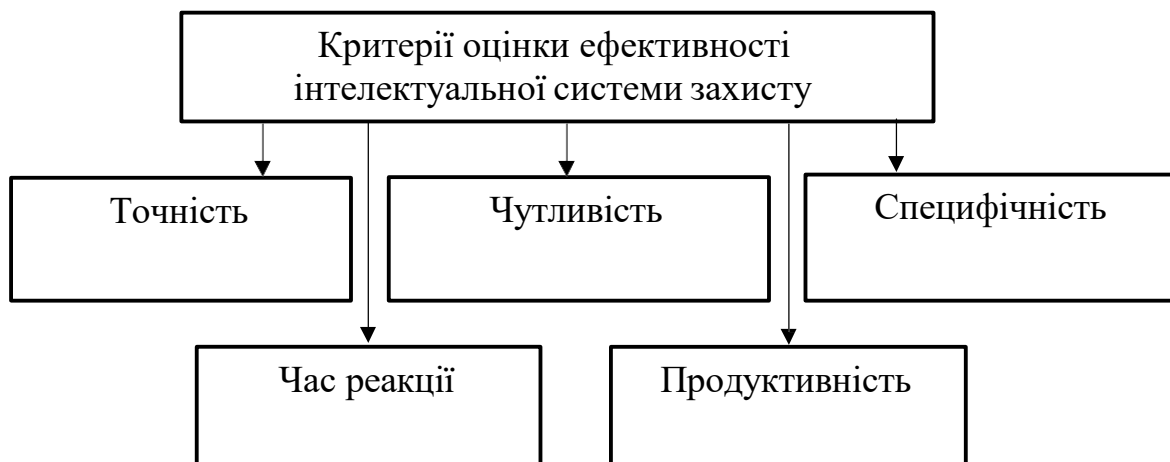 Критерії оцінки ефективності
інтелектуальної системи захисту
Точність
Чутливість
Специфічність
Час реакції
Продуктивність